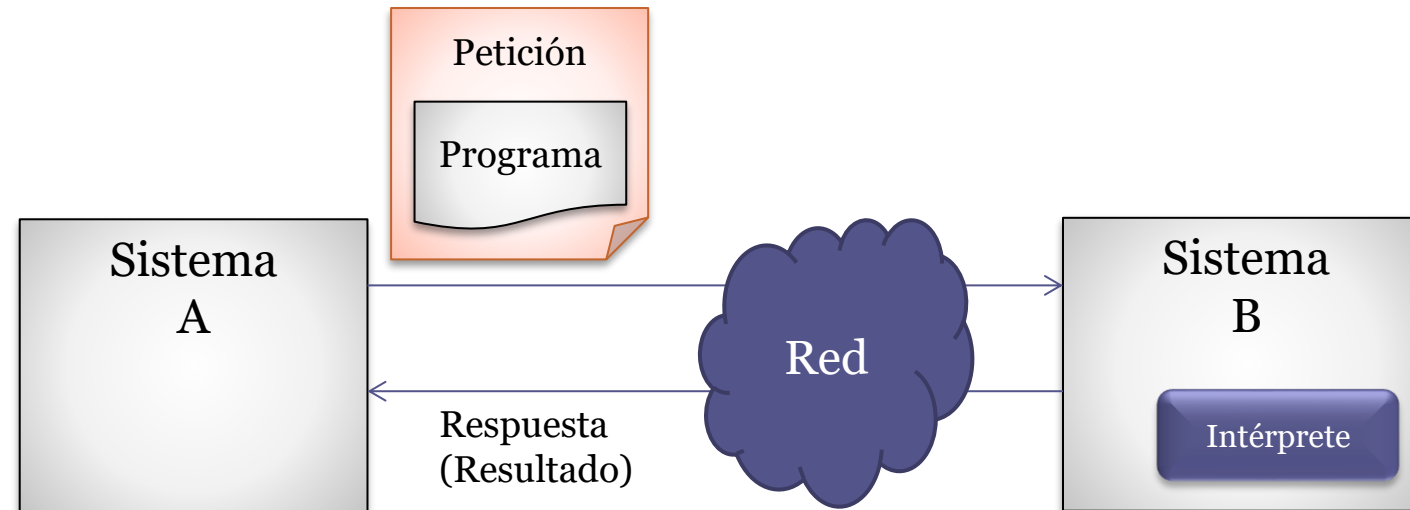 Petición
Programa
Sistema
A
Sistema
B
Red
Respuesta
(Resultado)
Intérprete